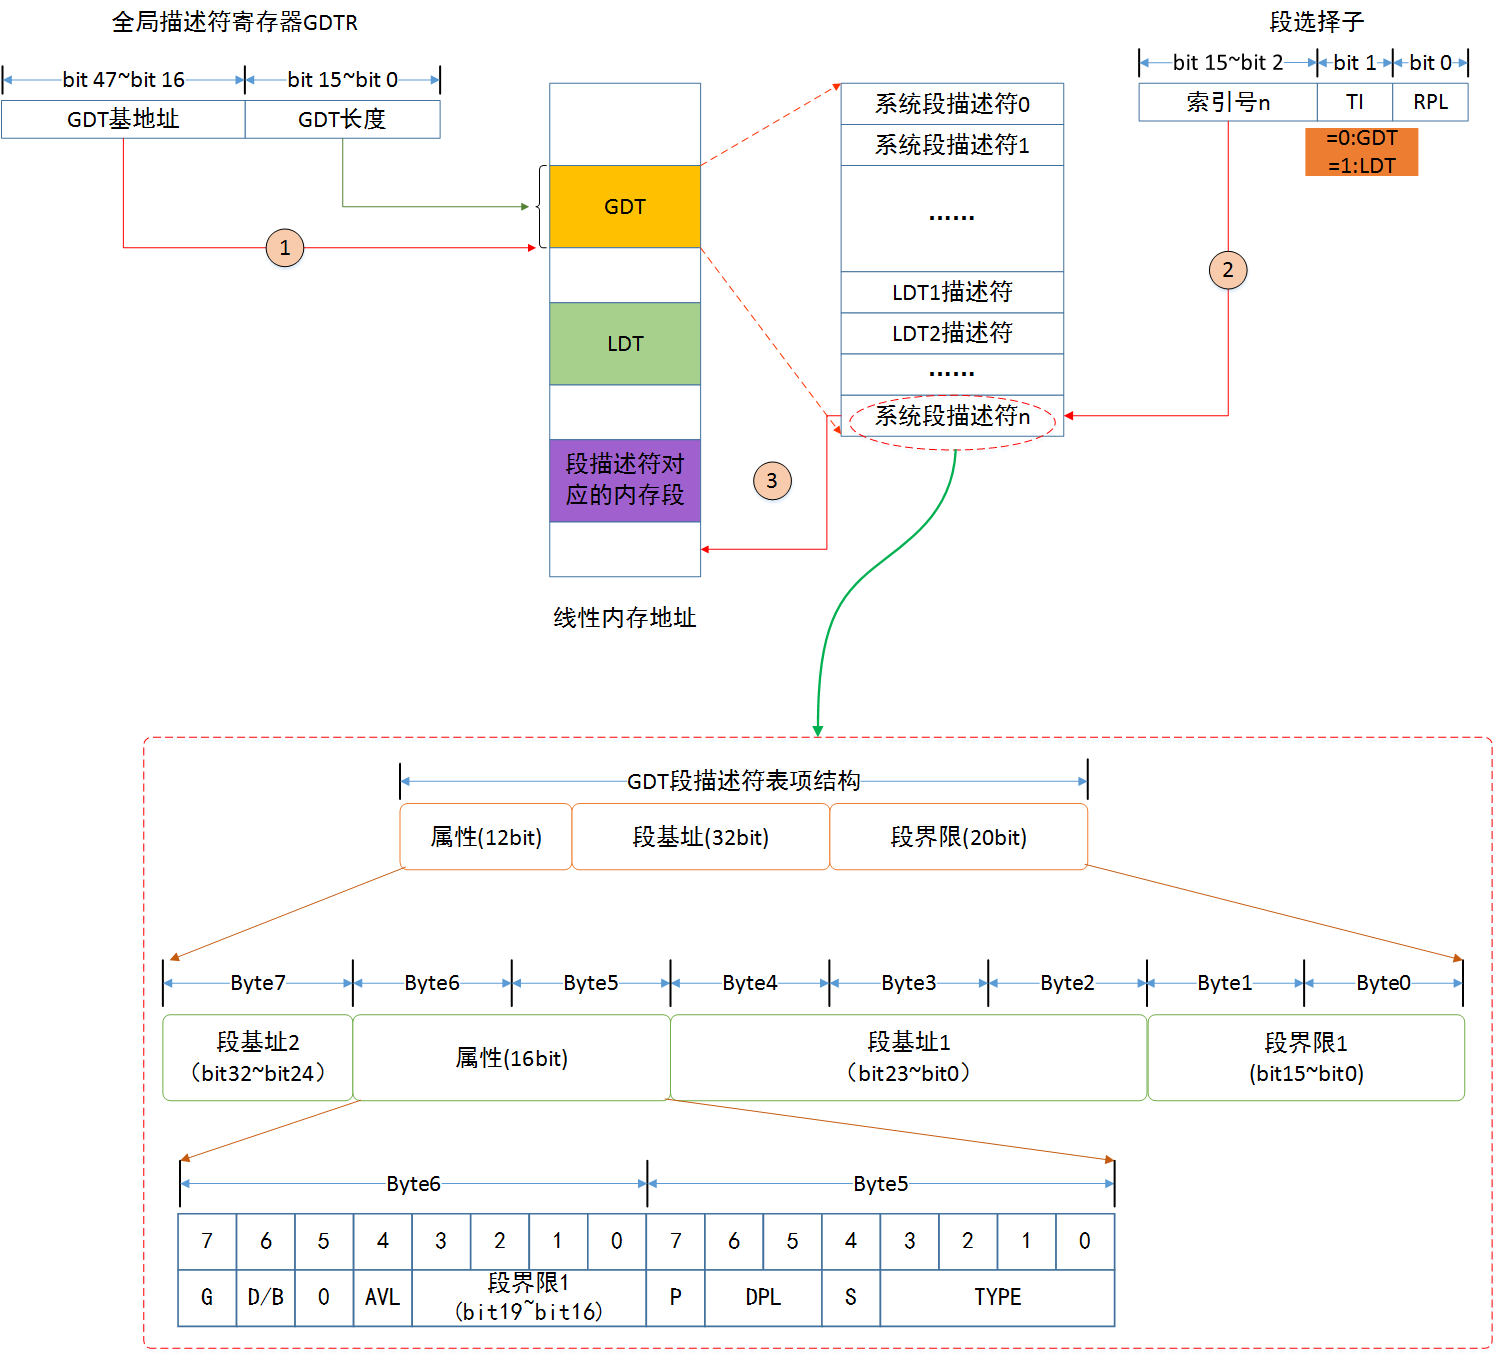 全局描述符寄存器GDTR
段选择子
bit 47~bit 16
bit 15~bit 0
bit 15~bit 2
bit 1
bit 0
GDT基地址
GDT长度
索引号n
TI
RPL
=0:GDT
=1:LDT
系统段描述符0
系统段描述符1
......
LDT1描述符
LDT2描述符
......
系统段描述符n
GDT
LDT
段描述符对
应的内存段
线性内存地址
1
2
3
GDT段描述符表项结构
属性(12bit)
段基址(32bit)
段界限(20bit)
Byte7
Byte6
Byte5
Byte4
Byte3
Byte2
Byte1
Byte0
段基址2
（bit32~bit24）
属性(16bit)
段基址1
（bit23~bit0）
段界限1
(bit15~bit0)
Byte6
Byte5
7 6 5 4 3 2 1 0 7 6 5 4 3 2 1 0
G
D/B
0
AVL
段界限1
(bit19~bit16)
P
DPL
S
TYPE